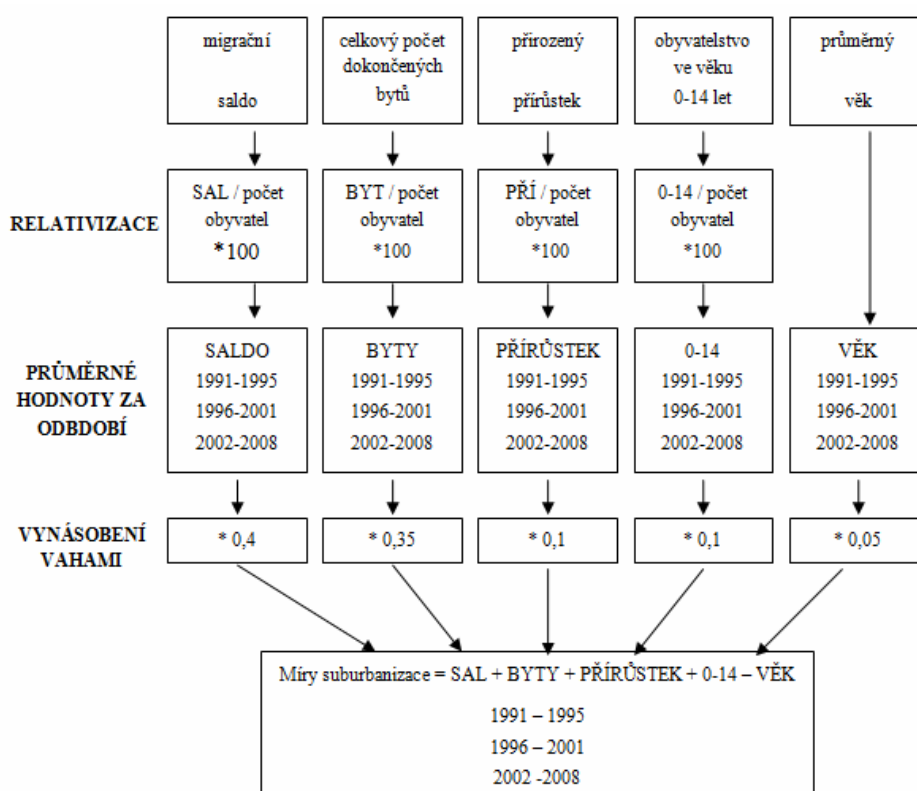 migrační
saldo
celkový počet
dokončených
bytů
přirozený
přírůstek
obyvatelstvo
ve věku
0-14 let
průměrný
věk
RELATIVIZACE
SAL / počet
obyvatel
*100
BYT / počet
obyvatel
*100
PŘÍ / počet
obyvatel
*100
0-14 / počet
obyvatel
*100
PRŮMĚRNÉ
HODNOTY ZA
ODBDOBÍ
SALDO
1991-1995
1996-2001
2002-2008
BYTY
1991-1995
1996-2001
2002-2008
PŘÍRŮSTEK
1991-1995
1996-2001
2002-2008
0-14
1991-1995
1996-2001
2002-2008
VĚK
1991-1995
1996-2001
2002-2008
VYNÁSOBENÍ
VAHAMI
* 0,4
* 0,35
* 0,1
* 0,1
* 0,05
Míry suburbanizace = SAL + BYTY + PŘÍRŮSTEK + 0-14 – VĚK
1991 – 1995
1996 – 2001
2002 -2008